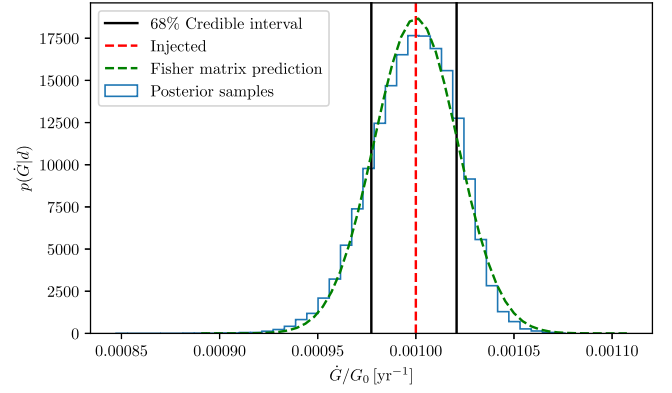 68% Credible interval
Injected
Fisher matrix prediction
Posterior samples
17500
15000
12500
10000
7500
5000
2500
0
p(Ġ|d)
0.00085 0.00090 0.00095 0.00100 0.00105 0.00110
Ġ/G₀ [yr⁻¹]